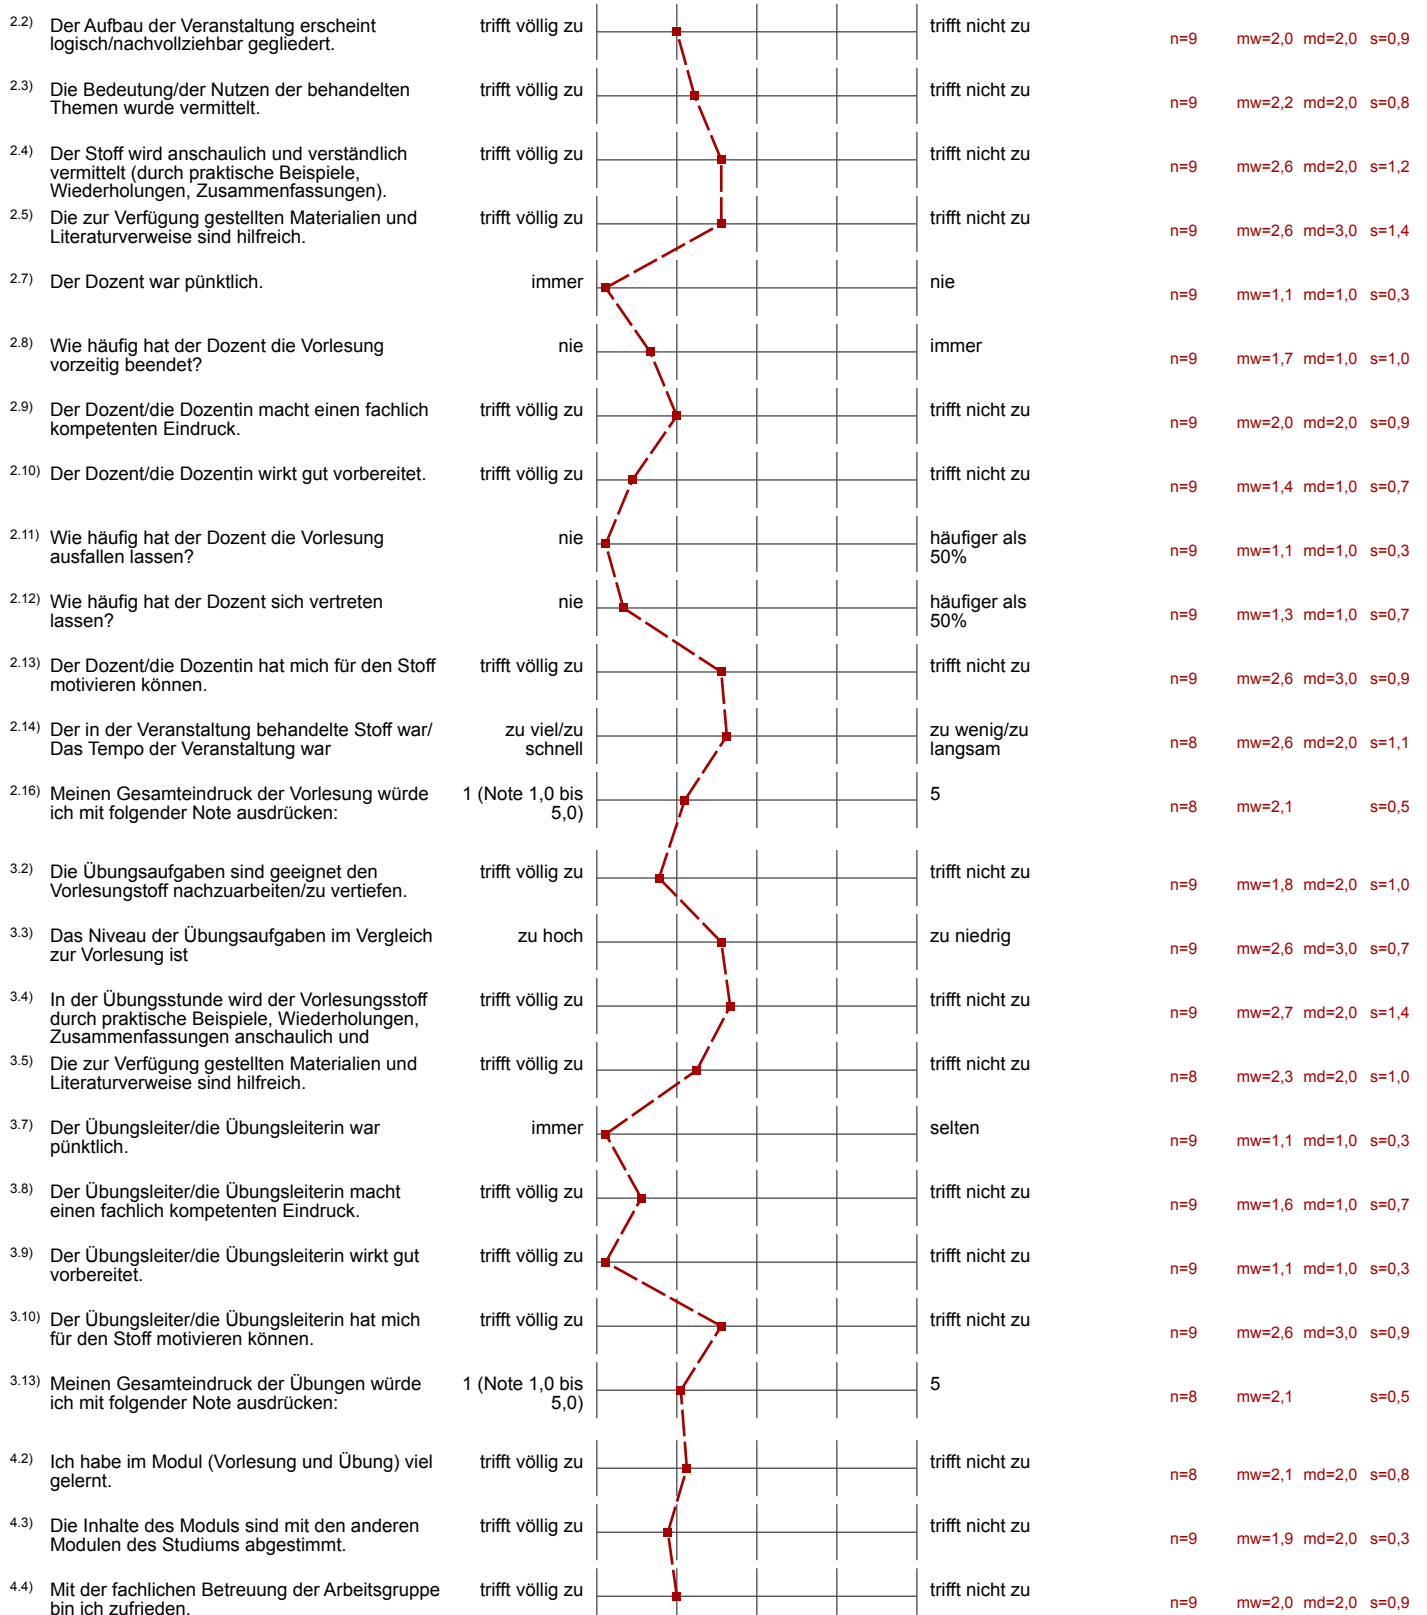 2.2) Der Aufbau der Veranstaltung erscheint trifft völlig zu trifft nicht zu
logisch/nachvollziehbar gegliedert. n=9 mw=2,0 md=2,0 s=0,9
2.3) Die Bedeutung/der Nutzen der behandelten trifft völlig zu trifft nicht zu
Themen wurde vermittelt. n=9 mw=2,2 md=2,0 s=0,8
2.4) Der Stoff wird anschaulich und verständlich trifft völlig zu trifft nicht zu
vermittelt (durch praktische Beispiele, n=9 mw=2,6 md=2,0 s=1,2
Wiederholungen, Zusammenfassungen).
2.5) Die zur Verfügung gestellten Materialien und trifft völlig zu trifft nicht zu
Literaturverweise sind hilfreich. n=9 mw=2,6 md=3,0 s=1,4
2.7) Der Dozent war pünktlich. immer nie
n=9 mw=1,1 md=1,0 s=0,3
2.8) Wie häufig hat der Dozent die Vorlesung nie immer
vorzeitig beendet? n=9 mw=1,7 md=1,0 s=1,0
2.9) Der Dozent/die Dozentin macht einen fachlich trifft völlig zu trifft nicht zu
kompetenten Eindruck. n=9 mw=2,0 md=2,0 s=0,9
2.10) Der Dozent/die Dozentin wirkt gut vorbereitet. trifft völlig zu trifft nicht zu
n=9 mw=1,4 md=1,0 s=0,7
2.11) Wie häufig hat der Dozent die Vorlesung nie häufiger als
ausfallen lassen? 50% n=9 mw=1,1 md=1,0 s=0,3
2.12) Wie häufig hat der Dozent sich vertreten nie häufiger als
lassen? 50% n=9 mw=1,3 md=1,0 s=0,7
2.13) Der Dozent/die Dozentin hat mich für den Stoff trifft völlig zu trifft nicht zu
motivieren können. n=9 mw=2,6 md=3,0 s=0,9
2.14) Der in der Veranstaltung behandelte Stoff war/ zu viel/zu zu wenig/zu
Das Tempo der Veranstaltung war schnell langsam n=8 mw=2,6 md=2,0 s=1,1
2.16) Meinen Gesamteindruck der Vorlesung würde 1 (Note 1,0 bis 5
ich mit folgender Note ausdrücken: 5,0) n=8 mw=2,1 s=0,5
3.2) Die Übungsaufgaben sind geeignet den trifft völlig zu trifft nicht zu
Vorlesungstoff nachzuarbeiten/zu vertiefen. n=9 mw=1,8 md=2,0 s=1,0
3.3) Das Niveau der Übungsaufgaben im Vergleich zu hoch zu niedrig
zur Vorlesung ist n=9 mw=2,6 md=3,0 s=0,7
3.4) In der Übungsstunde wird der Vorlesungsstoff trifft völlig zu trifft nicht zu
durch praktische Beispiele, Wiederholungen, n=9 mw=2,7 md=2,0 s=1,4
Zusammenfassungen anschaulich und
3.5) Die zur Verfügung gestellten Materialien und trifft völlig zu trifft nicht zu
Literaturverweise sind hilfreich. n=8 mw=2,3 md=2,0 s=1,0
3.7) Der Übungsleiter/die Übungsleiterin war immer selten
pünktlich. n=9 mw=1,1 md=1,0 s=0,3
3.8) Der Übungsleiter/die Übungsleiterin macht trifft völlig zu trifft nicht zu
einen fachlich kompetenten Eindruck. n=9 mw=1,6 md=1,0 s=0,7
3.9) Der Übungsleiter/die Übungsleiterin wirkt gut trifft völlig zu trifft nicht zu
vorbereitet. n=9 mw=1,1 md=1,0 s=0,3
3.10) Der Übungsleiter/die Übungsleiterin hat mich trifft völlig zu trifft nicht zu
für den Stoff motivieren können. n=9 mw=2,6 md=3,0 s=0,9
3.13) Meinen Gesamteindruck der Übungen würde 1 (Note 1,0 bis 5
ich mit folgender Note ausdrücken: 5,0) n=8 mw=2,1 s=0,5
4.2) Ich habe im Modul (Vorlesung und Übung) viel trifft völlig zu trifft nicht zu
gelernt. n=8 mw=2,1 md=2,0 s=0,8
4.3) Die Inhalte des Moduls sind mit den anderen trifft völlig zu trifft nicht zu
Modulen des Studiums abgestimmt. n=9 mw=1,9 md=2,0 s=0,3
4.4) Mit der fachlichen Betreuung der Arbeitsgruppe trifft völlig zu trifft nicht zu
bin ich zufrieden. n=9 mw=2,0 md=2,0 s=0,9